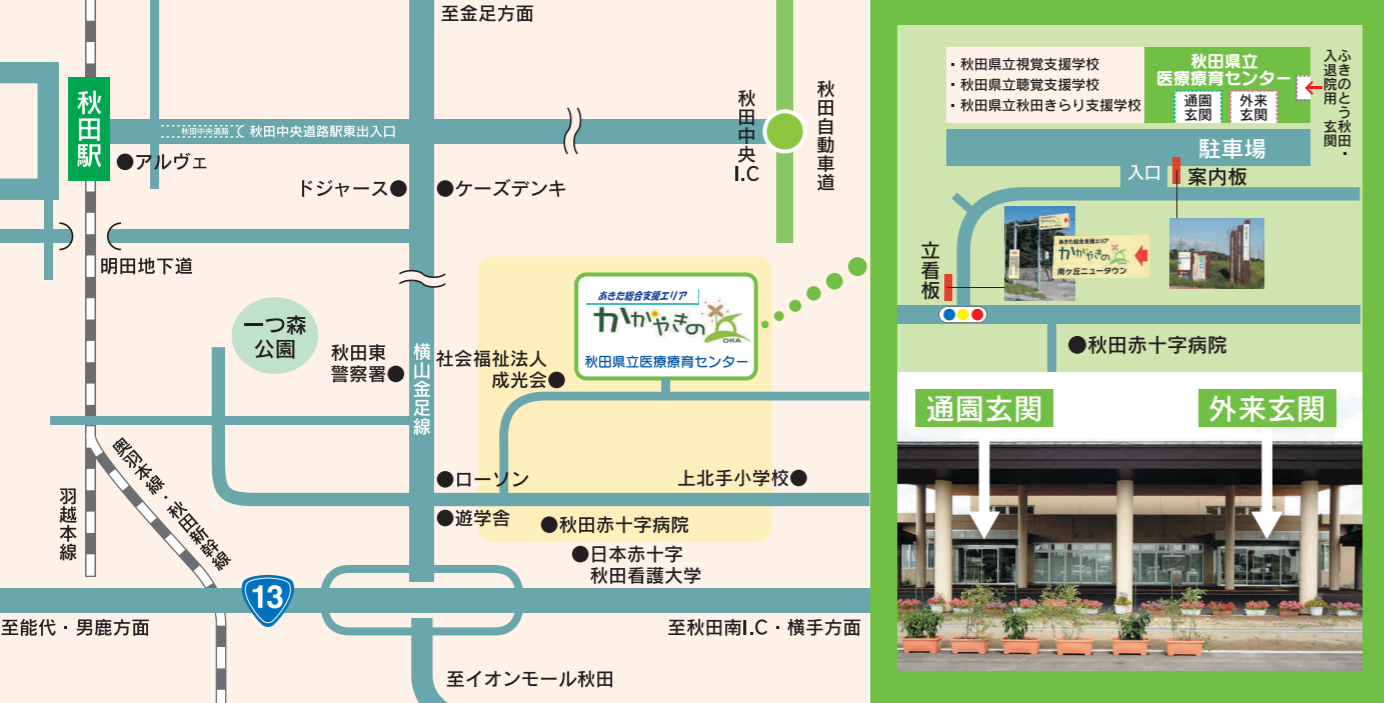 至金足方面
秋田駅
秋田中央道路
秋田中央道路駅東出入口
●アルヴェ
ドジャース●
●ケーズデンキ
秋田中央I.C
秋田自動車道
明田地下道
一つ森
公園
秋田東
警察署●
横山金足線
社会福祉法人
成光会●
あきた総合支援エリア
かがやきの
OKA
秋田県立医療療育センター
●ローソン
上北手小学校●
●遊学舎
●秋田赤十字病院
●日本赤十字
秋田看護大学
羽越本線
奥羽本線・秋田新幹線
13
至能代・男鹿方面
至秋田南I.C・横手方面
至イオンモール秋田
・秋田県立視覚支援学校
・秋田県立聴覚支援学校
・秋田県立秋田きらり支援学校
秋田県立
医療療育センター
通園
玄関
外来
玄関
ふきのとう秋田・
入退院用 玄関
駐車場
入口
案内板
立看板
あきた総合支援エリア
かがやきの
南ケ丘ニュータウン
●秋田赤十字病院
通園玄関
外来玄関